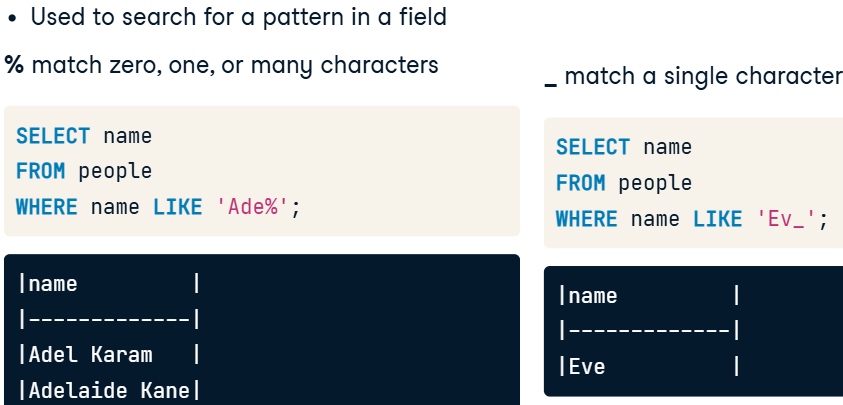 • Used to search for a pattern in a field
% match zero, one, or many characters
SELECT name
FROM people
WHERE name LIKE 'Ade%';
|name         |
|-------------|
|Adel Karam   |
|Adelaide Kane|
_ match a single character
SELECT name
FROM people
WHERE name LIKE 'Ev_';
|name         |
|-------------|
|Eve          |